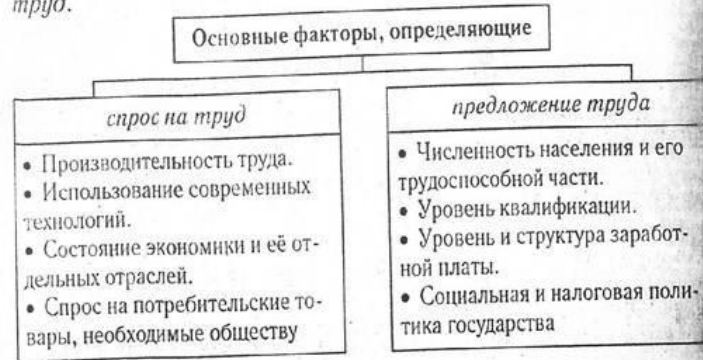 труд.
Основные факторы, определяющие
спрос на труд
• Производительность труда.
• Использование современных
технологий.
• Состояние экономики и её от-
дельных отраслей.
• Спрос на потребительские то-
вары, необходимые обществу
предложение труда
• Численность населения и его
трудоспособной части.
• Уровень квалификации.
• Уровень и структура заработ-
ной платы.
• Социальная и налоговая поли-
тика государства